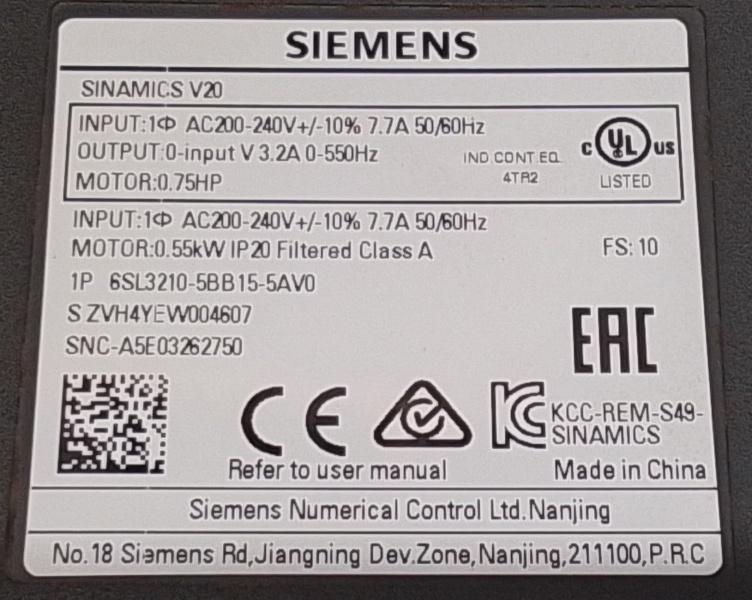 SIEMENS
SINAMICS V20
INPUT:1Φ AC200-240V+/-10% 7.7A 50/60Hz
OUTPUT:0-input V 3.2A 0-550Hz
IND.CONT.EQ.
4TR2
MOTOR:0.75HP
C UL US
LISTED
INPUT:1Φ AC200-240V+/-10% 7.7A 50/60Hz
MOTOR:0.55kW IP20 Filtered Class A
FS: 10
1P 6SL3210-5BB15-5AV0
S ZVH4YEW004607
SNC-A5E03262750
EAC
CE
KC
KCC-REM-S49-
SINAMICS
Refer to user manual
Made in China
Siemens Numerical Control Ltd.Nanjing
No.18 Siemens Rd,Jiangning Dev.Zone,Nanjing,211100,P.R.C